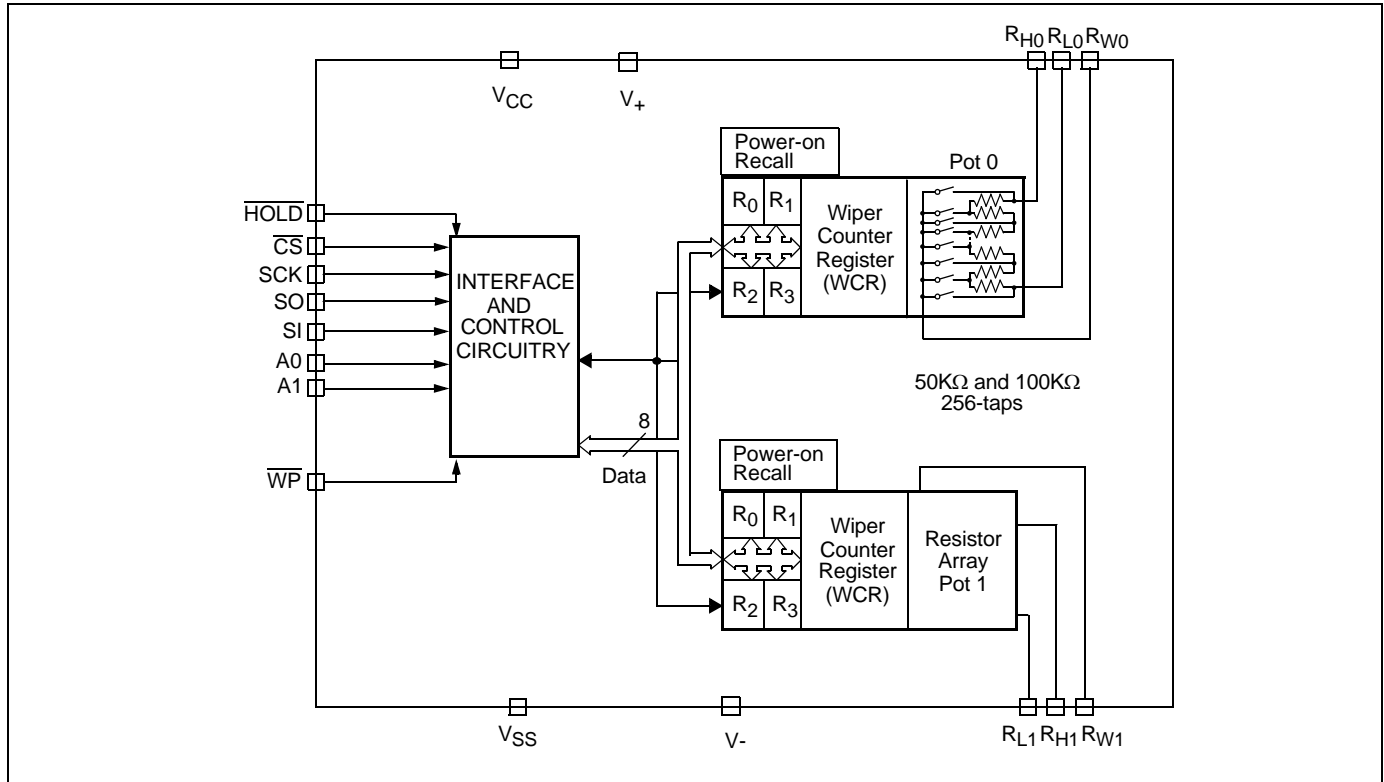 RH0 RL0 RW0
VCC
V+
Power-on
Recall
Pot 0
HOLD
CS
SCK
SO
SI
A0
A1
WP
INTERFACE
AND
CONTROL
CIRCUITRY
R0 R1
R2 R3
Wiper
Counter
Register
(WCR)
50KΩ and 100KΩ
256-taps
8
Data
Power-on
Recall
R0 R1
R2 R3
Wiper
Counter
Register
(WCR)
Resistor
Array
Pot 1
VSS
V-
RL1 RH1 RW1